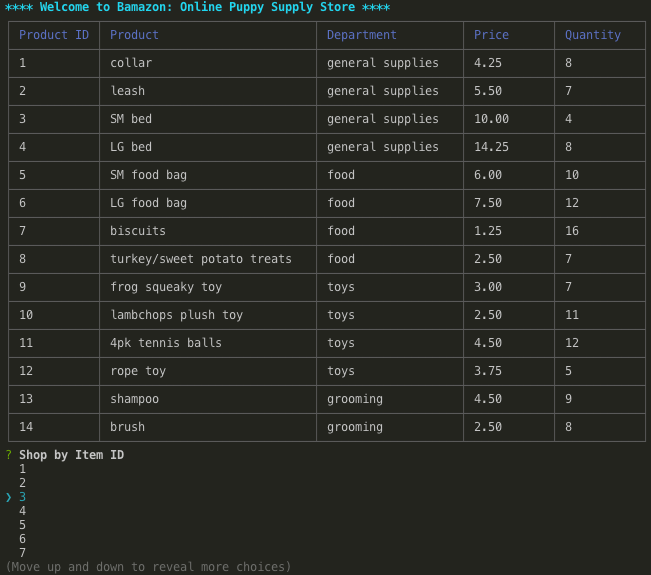 **** Welcome to Bamazon: Online Puppy Supply Store ****
Product ID Product Department Price Quantity
1 collar general supplies 4.25 8
2 leash general supplies 5.50 7
3 SM bed general supplies 10.00 4
4 LG bed general supplies 14.25 8
5 SM food bag food 6.00 10
6 LG food bag food 7.50 12
7 biscuits food 1.25 16
8 turkey/sweet potato treats food 2.50 7
9 frog squeaky toy toys 3.00 7
10 lambchops plush toy toys 2.50 11
11 4pk tennis balls toys 4.50 12
12 rope toy toys 3.75 5
13 shampoo grooming 4.50 9
14 brush grooming 2.50 8
? Shop by Item ID
1
2
❯ 3
4
5
6
7
(Move up and down to reveal more choices)